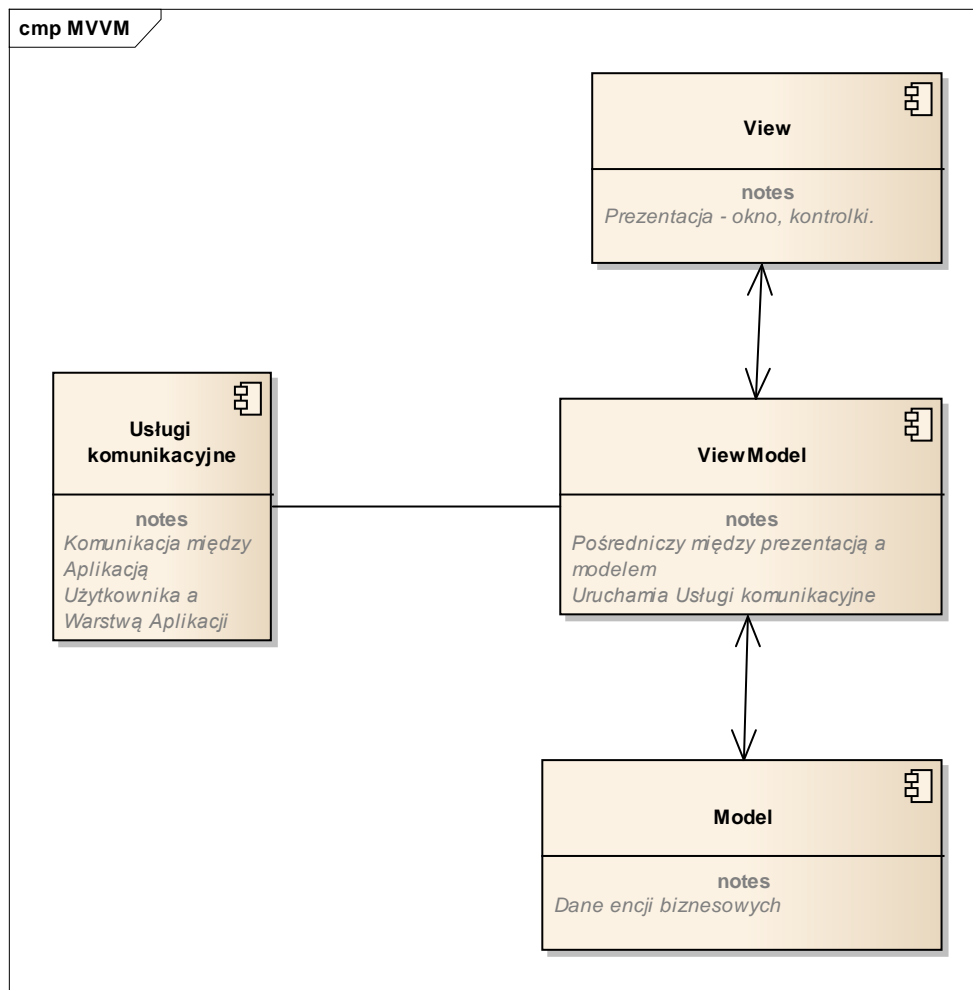 cmp MVVM
View
notes
Prezentacja - okno, kontrolki.
Usługi
komunikacyjne
notes
Komunikacja między
Aplikacją
Użytkownika a
Warstwą Aplikacji
ViewModel
notes
Pośredniczy między prezentacją a
modelem
Uruchamia Usługi komunikacyjne
Model
notes
Dane encji biznesowych